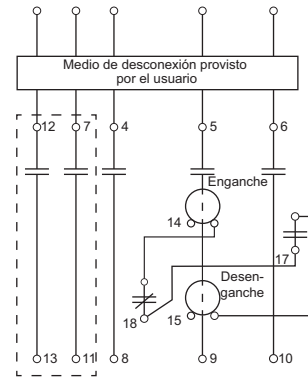 Medio de desconexión provisto
por el usuario
12 7 4 5 6
Enganche
14
17
Desen-
ganche
18 15
13 11 8 9 10